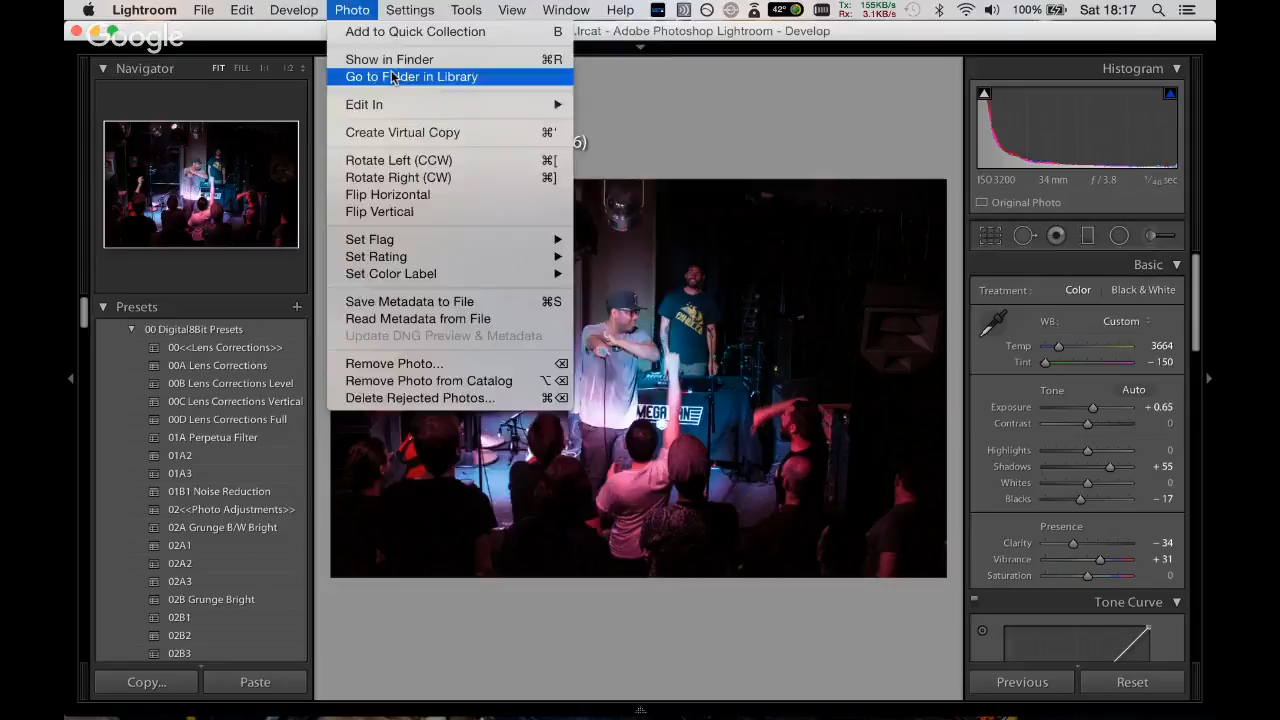 Lightroom File Edit Develop Photo Settings Tools View Window Help 42° Tx: 155KB/s Rx: 3.1KB/s 100% Sat 18:17
Google
.lrcat - Adobe Photoshop Lightroom - Develop
Add to Quick Collection B
Show in Finder ⌘R
Go to Folder in Library
Edit In
Create Virtual Copy ⌘'
Rotate Left (CCW) ⌘[
Rotate Right (CW) ⌘]
Flip Horizontal
Flip Vertical
Set Flag
Set Rating
Set Color Label
Save Metadata to File ⌘S
Read Metadata from File
Update DNG Preview & Metadata
Remove Photo... ⌫
Remove Photo from Catalog ⌥⌫
Delete Rejected Photos... ⌘⌫
Navigator FIT FILL 1:1 1:2
Presets +
00 Digital8Bit Presets
00<<Lens Corrections>>
00A Lens Corrections
00B Lens Corrections Level
00C Lens Corrections Vertical
00D Lens Corrections Full
01A Perpetua Filter
01A2
01A3
01B1 Noise Reduction
02<<Photo Adjustments>>
02A Grunge B/W Bright
02A1
02A2
02A3
02B Grunge Bright
02B1
02B2
02B3
Copy... Paste
6)
Histogram
ISO 3200 34 mm ƒ / 3.8 1/40 sec
Original Photo
Basic
Treatment : Color Black & White
WB: Custom
Temp 3664
Tint - 150
Tone Auto
Exposure + 0.65
Contrast 0
Highlights 0
Shadows + 55
Whites 0
Blacks - 17
Presence
Clarity - 34
Vibrance + 31
Saturation 0
Tone Curve
Previous Reset